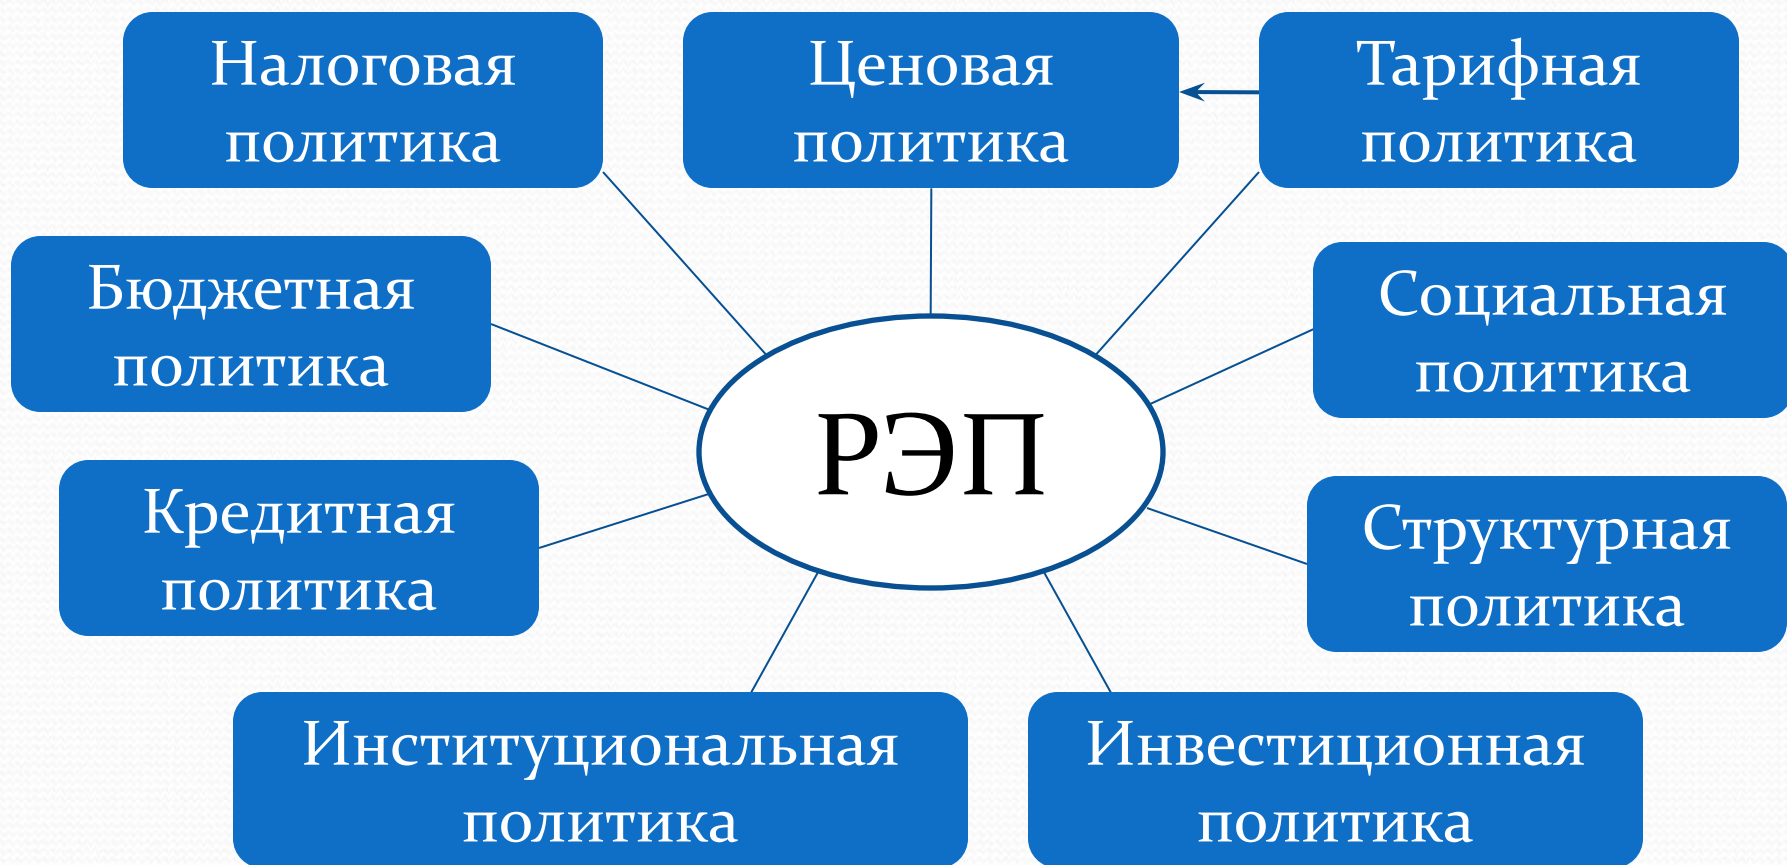 Налоговая
политика
Ценовая
политика
Тарифная
политика
Бюджетная
политика
Социальная
политика
РЭП
Кредитная
политика
Структурная
политика
Институциональная
политика
Инвестиционная
политика